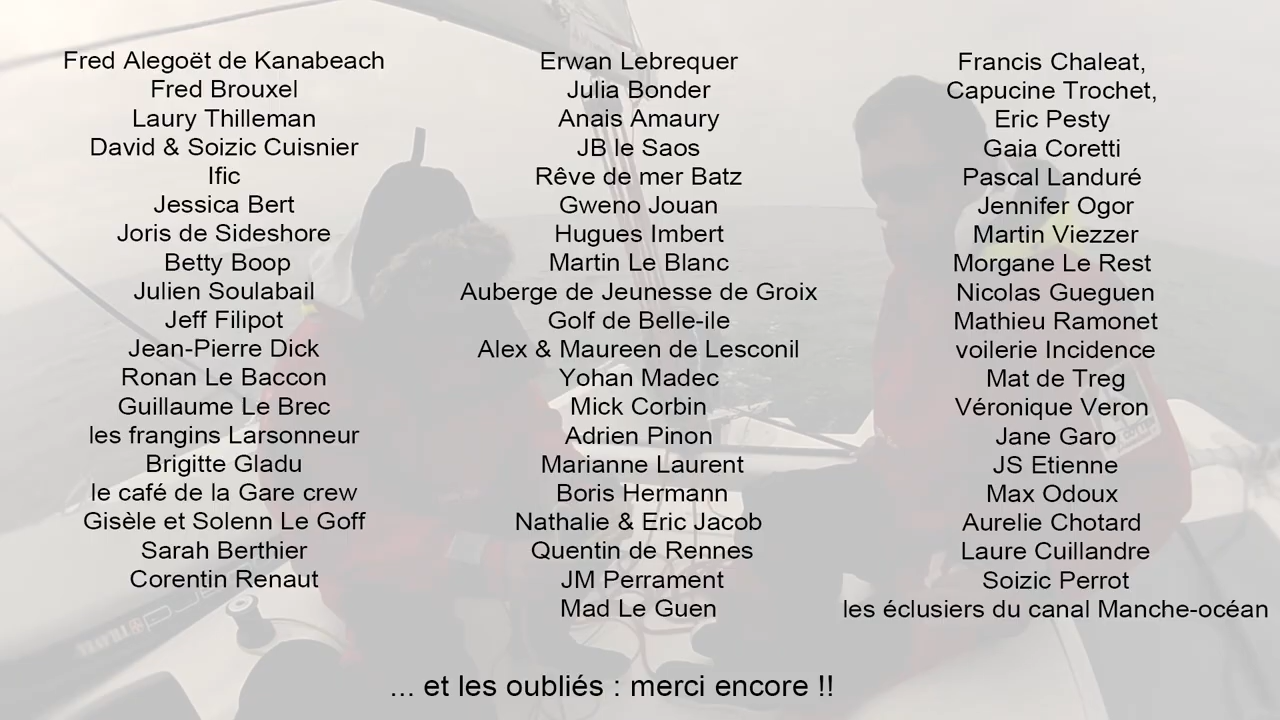 Fred Alegoët de Kanabeach
Fred Brouxel
Laury Thilleman
David & Soizic Cuisnier
Ific
Jessica Bert
Joris de Sideshore
Betty Boop
Julien Soulabail
Jeff Filipot
Jean-Pierre Dick
Ronan Le Baccon
Guillaume Le Brec
les frangins Larsonneur
Brigitte Gladu
le café de la Gare crew
Gisèle et Solenn Le Goff
Sarah Berthier
Corentin Renaut
Erwan Lebrequer
Julia Bonder
Anais Amaury
JB le Saos
Rêve de mer Batz
Gweno Jouan
Hugues Imbert
Martin Le Blanc
Auberge de Jeunesse de Groix
Golf de Belle-ile
Alex & Maureen de Lesconil
Yohan Madec
Mick Corbin
Adrien Pinon
Marianne Laurent
Boris Hermann
Nathalie & Eric Jacob
Quentin de Rennes
JM Perrament
Mad Le Guen
Francis Chaleat,
Capucine Trochet,
Eric Pesty
Gaia Coretti
Pascal Landuré
Jennifer Ogor
Martin Viezzer
Morgane Le Rest
Nicolas Gueguen
Mathieu Ramonet
voilerie Incidence
Mat de Treg
Véronique Veron
Jane Garo
JS Etienne
Max Odoux
Aurelie Chotard
Laure Cuillandre
Soizic Perrot
les éclusiers du canal Manche-océan
... et les oubliés : merci encore !!